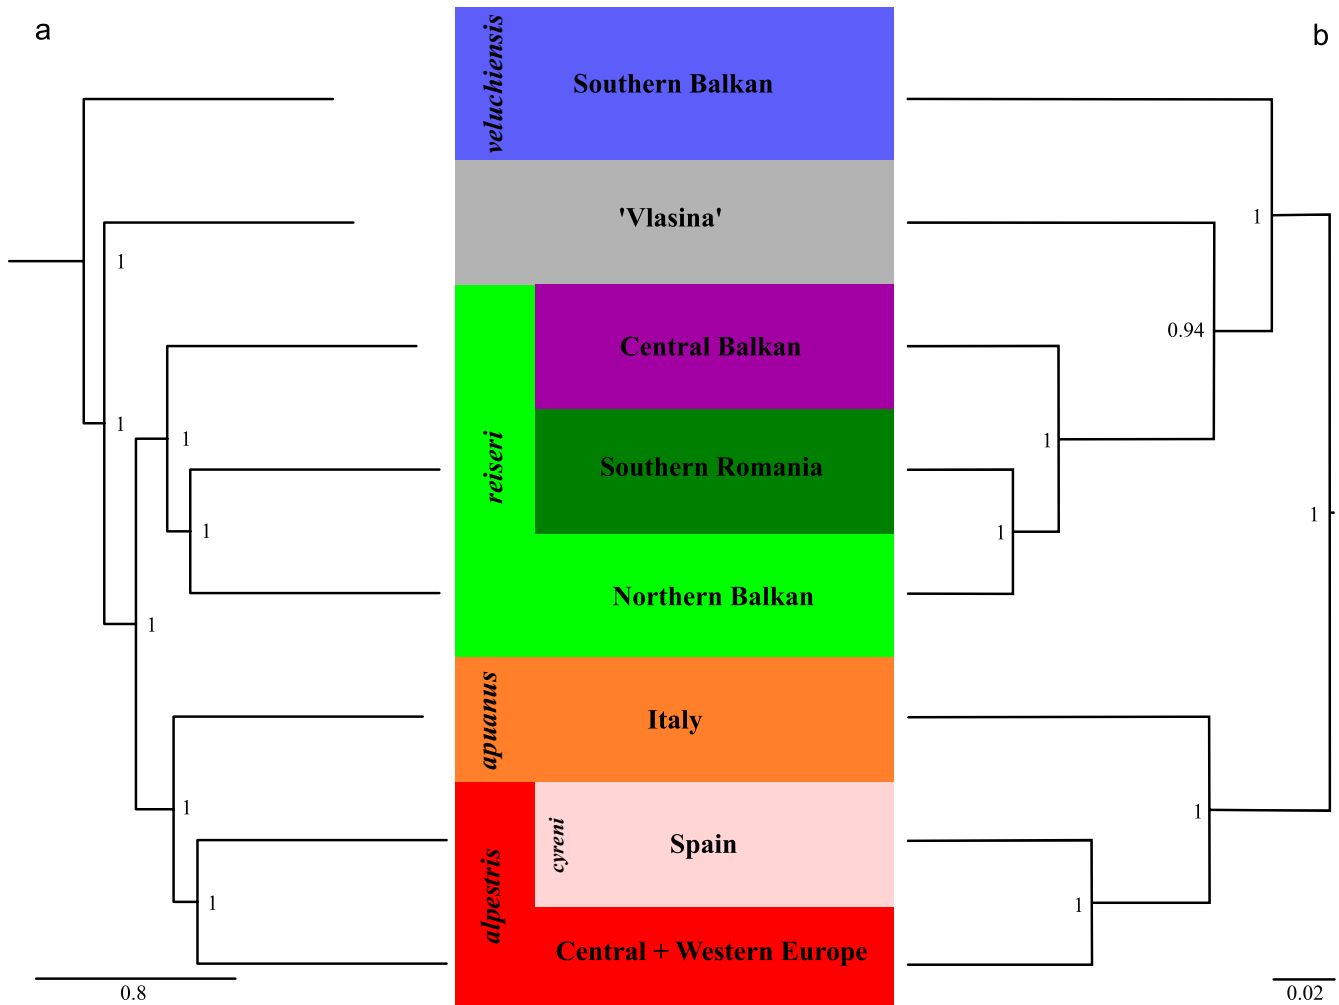 a
b
veluchiensis
Southern Balkan
'Vlasina'
reiseri
Central Balkan
Southern Romania
Northern Balkan
apuanus
Italy
alpestris
cyreni
Spain
Central + Western Europe
1
1
1
1
1
1
1
0.8
1
0.94
1
1
1
1
1
0.02